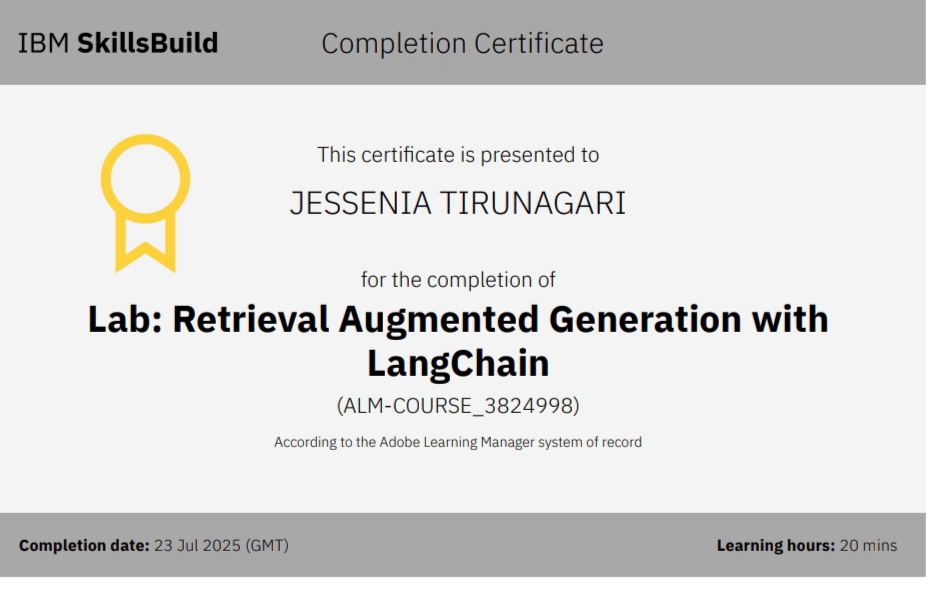 IBM SkillsBuild
Completion Certificate
This certificate is presented to
JESSENIA TIRUNAGARI
for the completion of
Lab: Retrieval Augmented Generation with
LangChain
(ALM-COURSE_3824998)
According to the Adobe Learning Manager system of record
Completion date: 23 Jul 2025 (GMT)
Learning hours: 20 mins